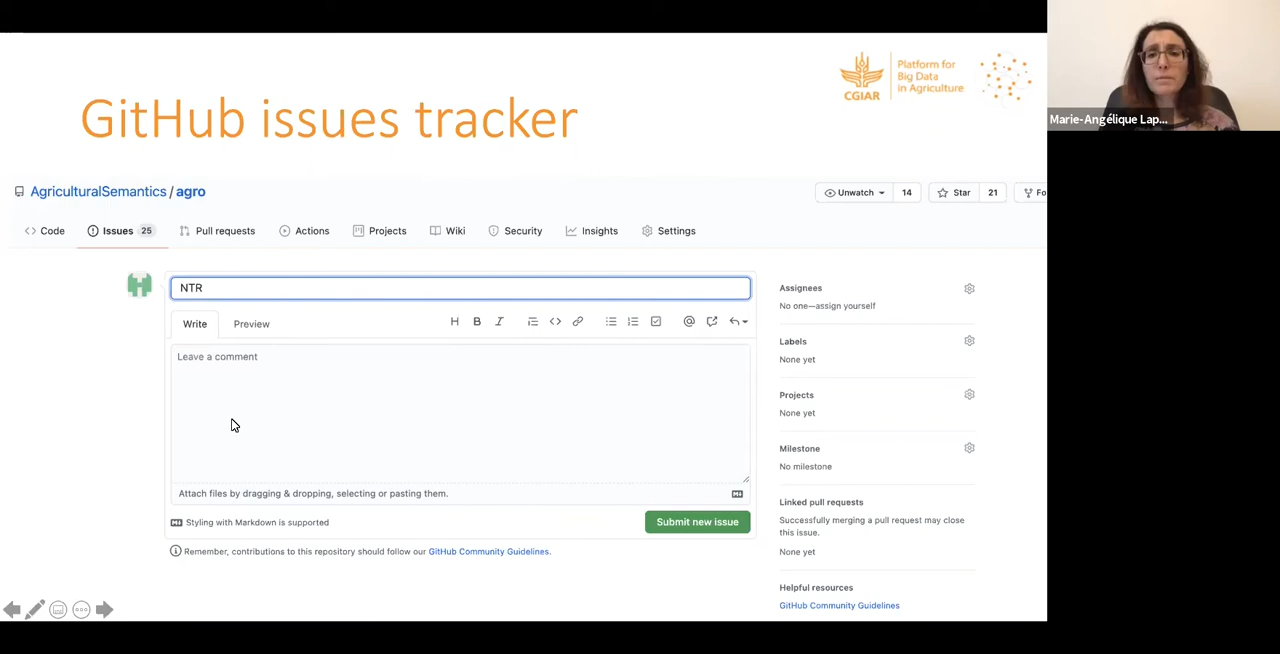 CGIAR
Platform for
Big Data
in Agriculture
GitHub issues tracker
Marie-Angélique Lap...
AgriculturalSemantics / agro
Unwatch 14 Star 21 Fo
Code Issues 25 Pull requests Actions Projects Wiki Security Insights Settings
NTR
Write Preview H B I
Leave a comment
Attach files by dragging & dropping, selecting or pasting them.
Styling with Markdown is supported
Submit new issue
Remember, contributions to this repository should follow our GitHub Community Guidelines.
Assignees
No one—assign yourself
Labels
None yet
Projects
None yet
Milestone
No milestone
Linked pull requests
Successfully merging a pull request may close
this issue.
None yet
Helpful resources
GitHub Community Guidelines